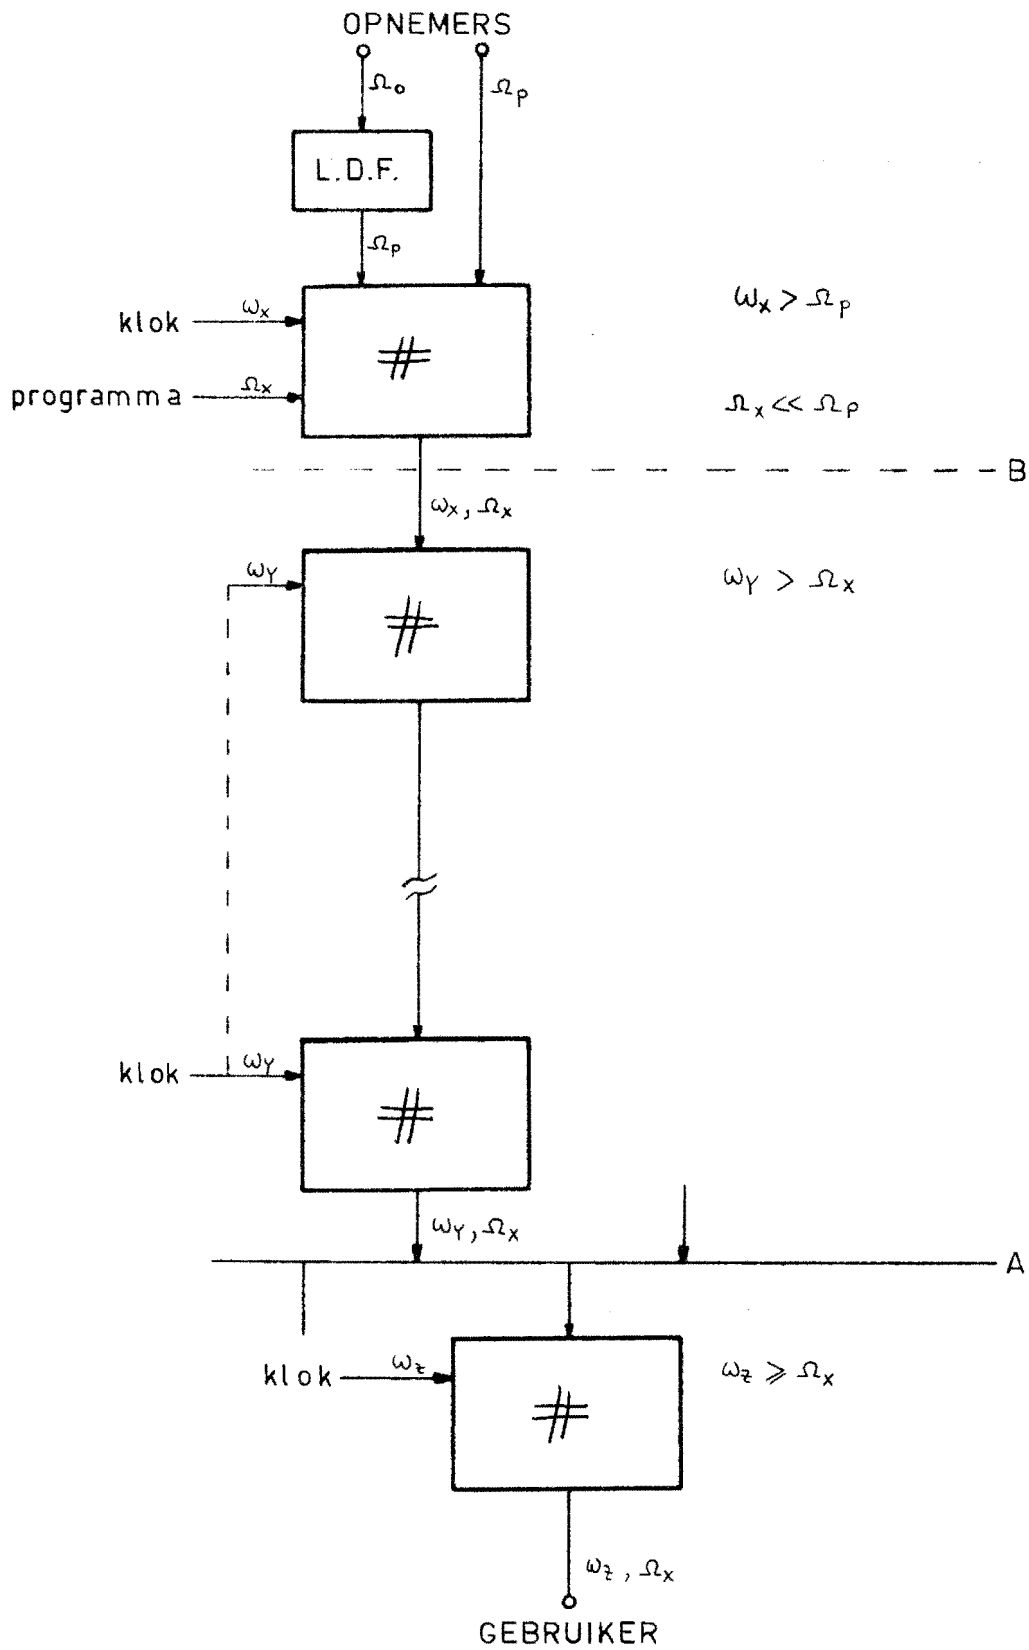 OPNEMERS
Ωo
Ωp
L.D.F.
Ωp
klok
ωx
ωx > Ωp
programma
Ωx
Ωx << Ωp
#
B
ωx, Ωx
ωY
ωY > Ωx
#
klok
ωY
#
ωY, Ωx
A
klok
ωz
ωz ⩾ Ωx
#
ωz, Ωx
GEBRUIKER